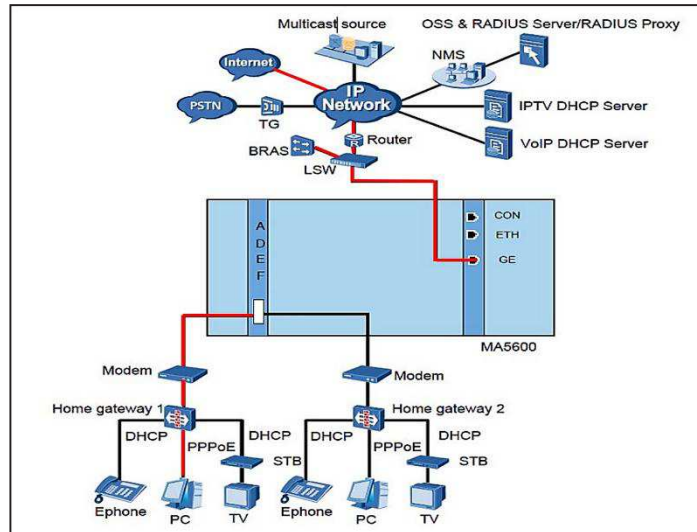 Multicast source
OSS & RADIUS Server/RADIUS Proxy
Internet
NMS
IP
Network
PSTN
TG
IPTV DHCP Server
Router
BRAS
LSW
VoIP DHCP Server
A
D
E
F
CON
ETH
GE
MA5600
Modem
Modem
Home gateway 1
Home gateway 2
DHCP
PPPoE
DHCP
STB
DHCP
PPPoE
DHCP
STB
Ephone
PC
TV
Ephone
PC
TV